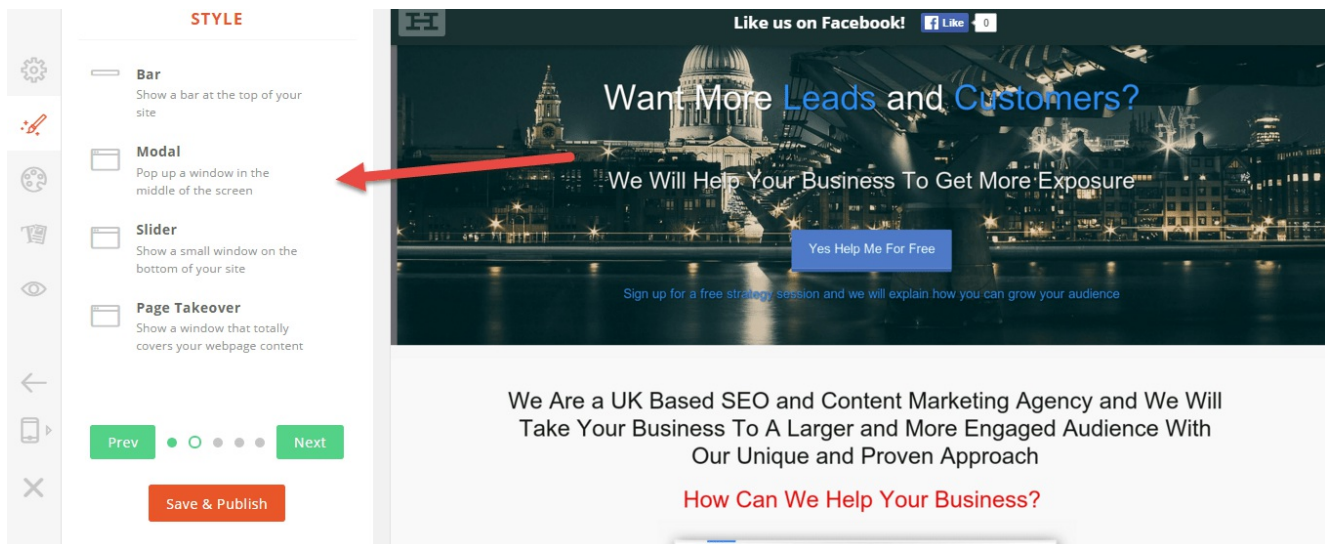 STYLE
Bar
Show a bar at the top of your
site
Modal
Pop up a window in the
middle of the screen
Slider
Show a small window on the
bottom of your site
Page Takeover
Show a window that totally
covers your webpage content
Prev
Next
Save & Publish
H
Like us on Facebook! f Like 0
Want More Leads and Customers?
We Will Help Your Business To Get More Exposure
Yes Help Me For Free
Sign up for a free strategy session and we will explain how you can grow your audience
We Are a UK Based SEO and Content Marketing Agency and We Will
Take Your Business To A Larger and More Engaged Audience With
Our Unique and Proven Approach
How Can We Help Your Business?